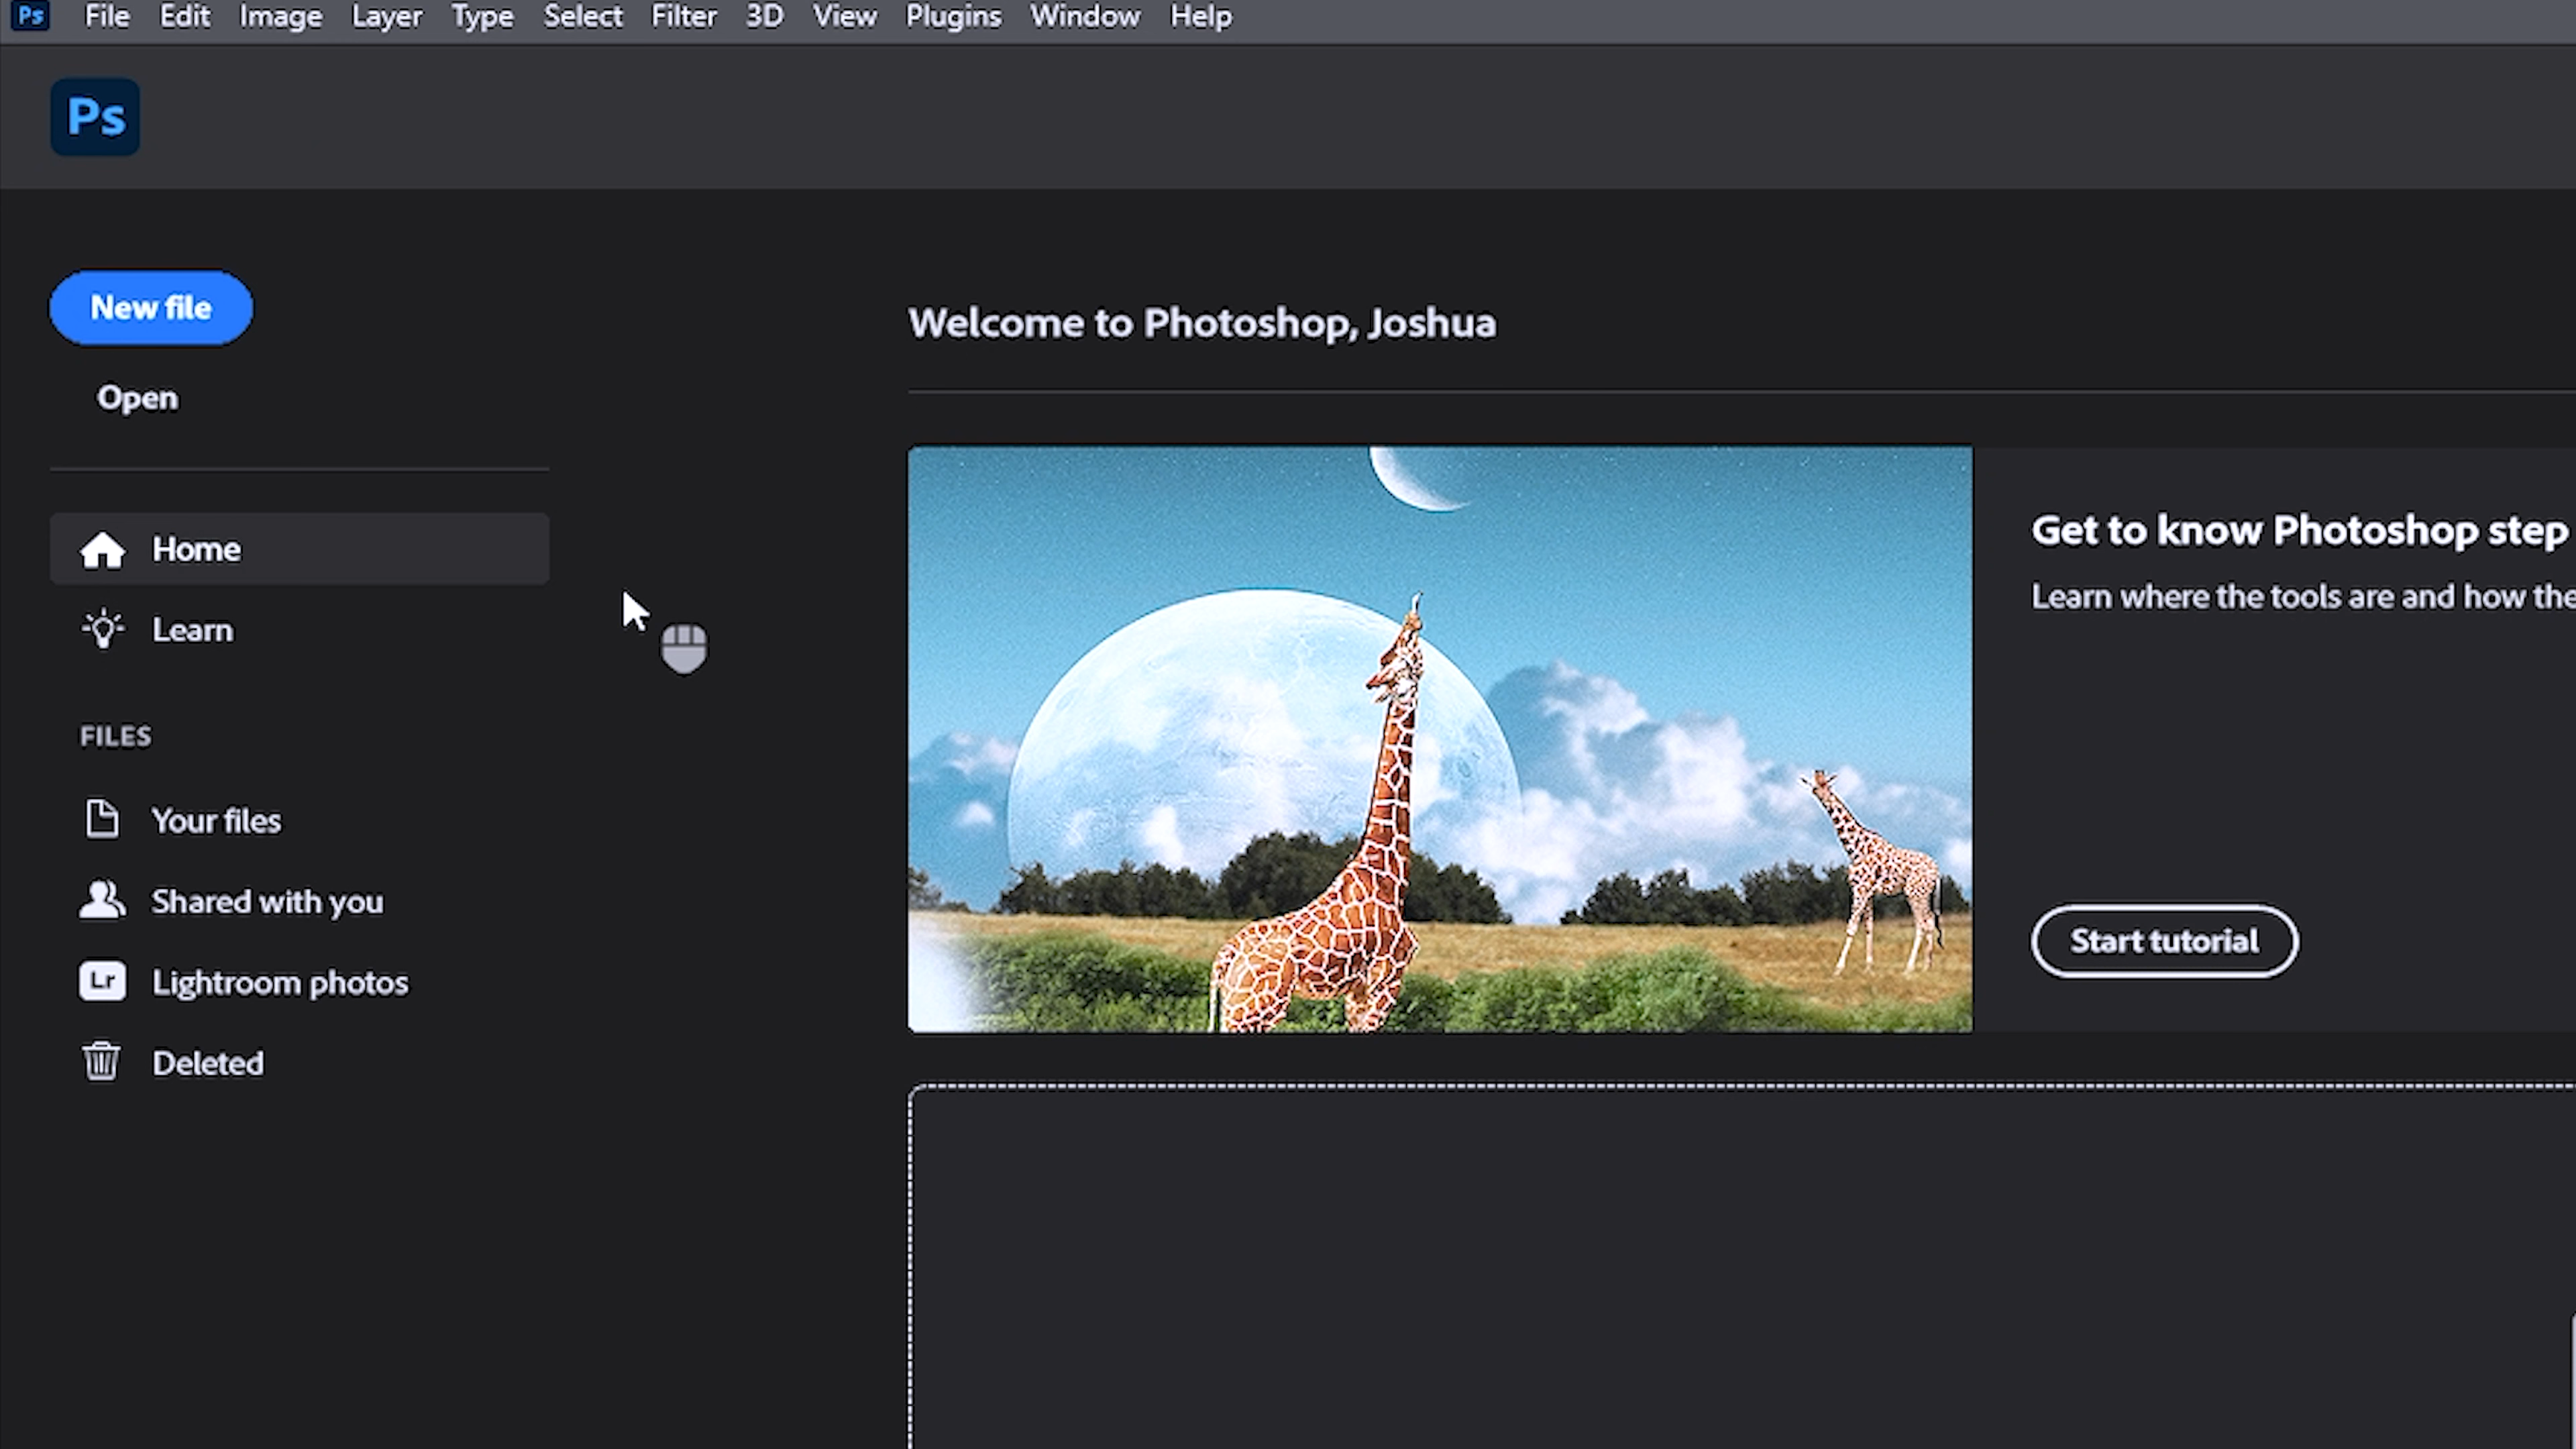 Ps File Edit Image Layer Type Select Filter 3D View Plugins Window Help
Ps
New file
Open
Home
Learn
FILES
Your files
Shared with you
Lr Lightroom photos
Deleted
Welcome to Photoshop, Joshua
Get to know Photoshop step
Learn where the tools are and how the
Start tutorial